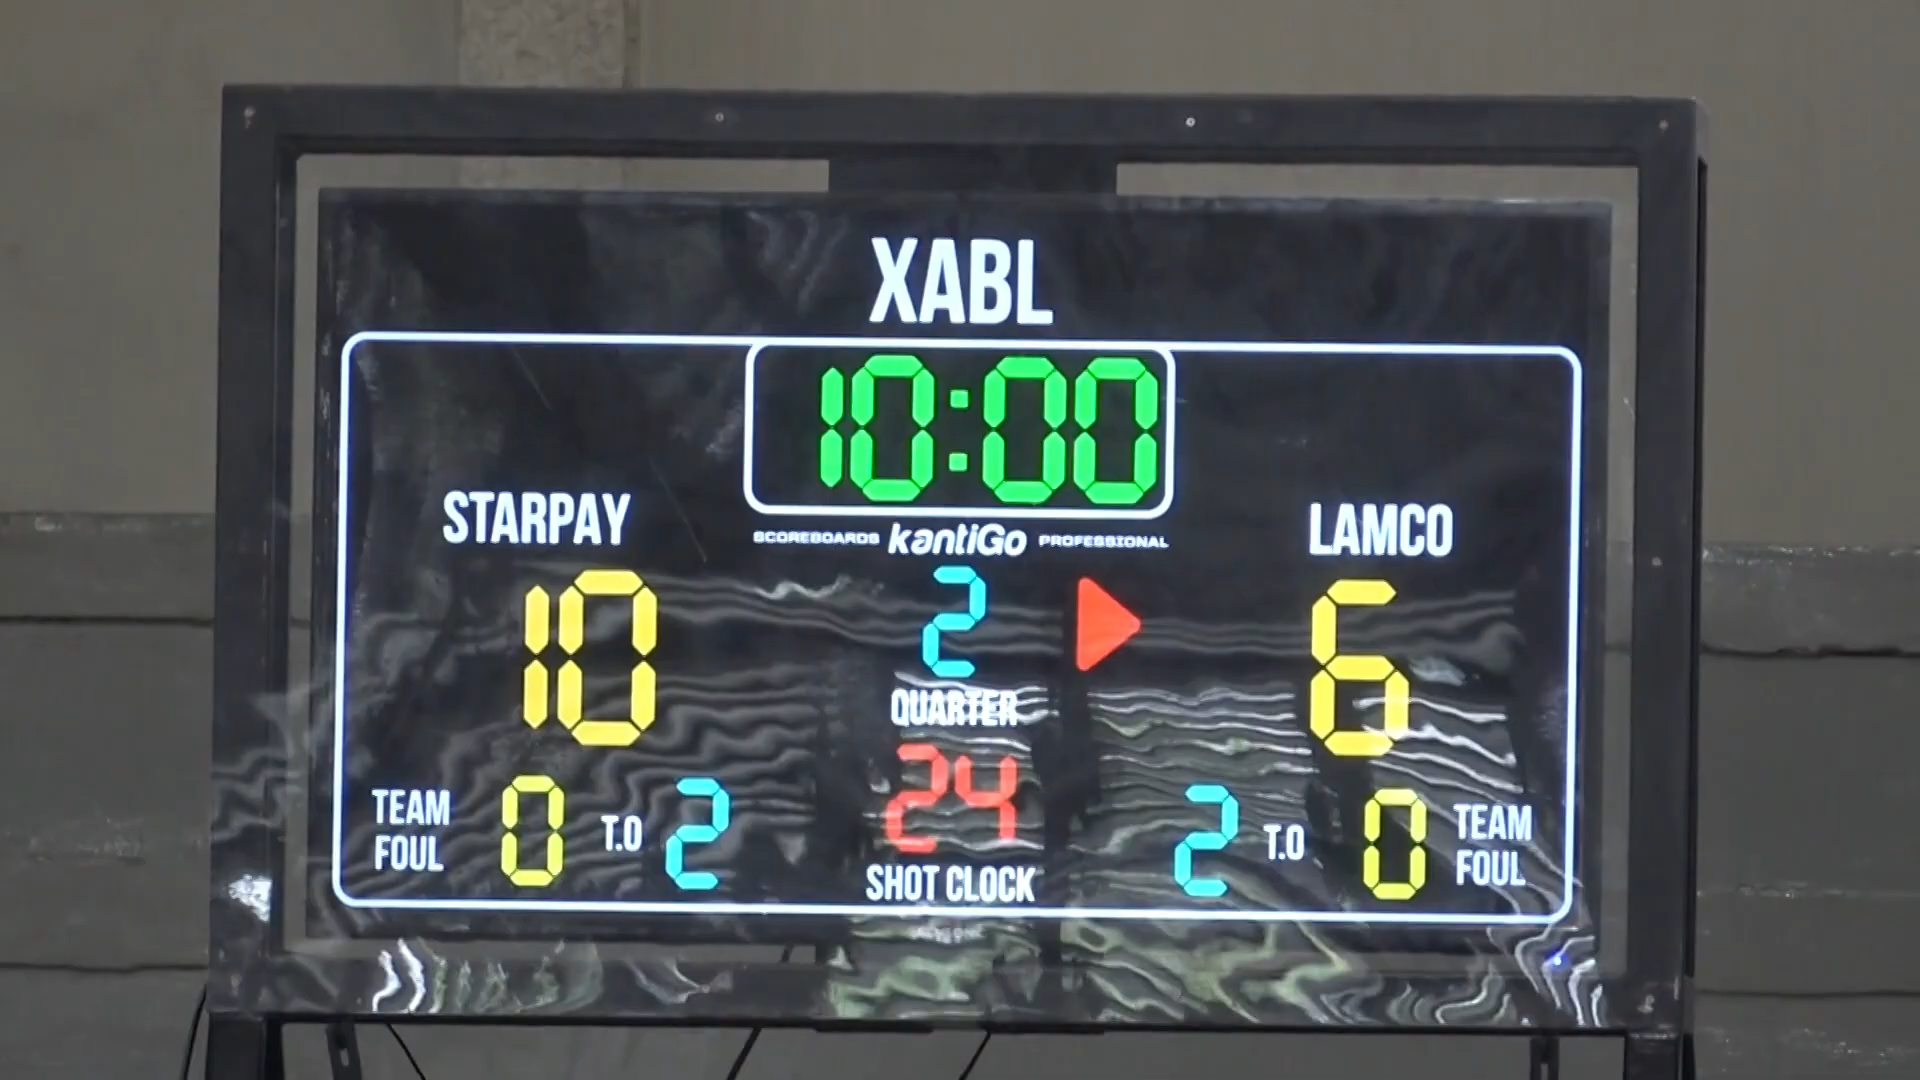 XABL
10:00
STARPAY
SCOREBOARDS kantiGo PROFESSIONAL
LAMCO
10
2
6
QUARTER
24
TEAM FOUL
0
T.O
2
SHOT CLOCK
2
T.O
0
TEAM FOUL